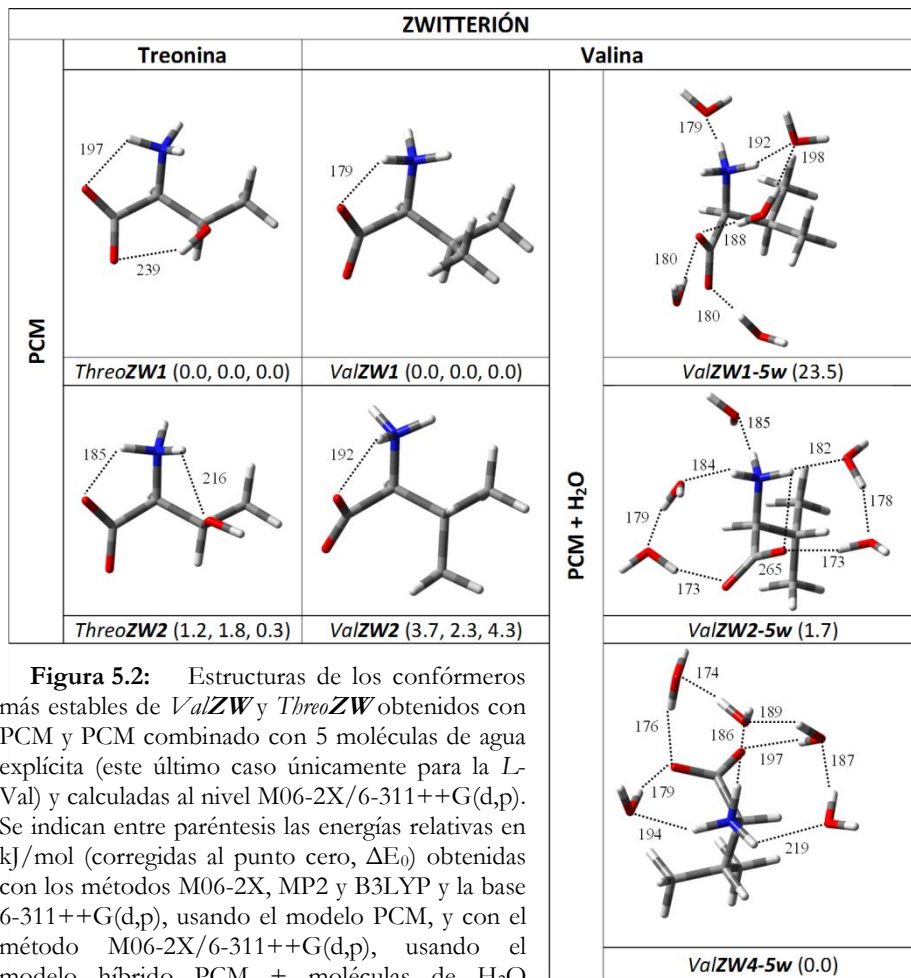 ZWITTERIÓN
Treonina
Valina
PCM
197
239
ThreoZW1 (0.0, 0.0, 0.0)
179
ValZW1 (0.0, 0.0, 0.0)
185
216
ThreoZW2 (1.2, 1.8, 0.3)
192
ValZW2 (3.7, 2.3, 4.3)
PCM + H₂O
179
192
198
188
180
180
ValZW1-5w (23.5)
185
184
182
178
179
173
265
173
ValZW2-5w (1.7)
174
176
189
186
197
187
179
194
219
ValZW4-5w (0.0)
Figura 5.2: Estructuras de los confórmeros
más estables de ValZW y ThreoZW obtenidos con
PCM y PCM combinado con 5 moléculas de agua
explícita (este último caso únicamente para la L-
Val) y calculadas al nivel M06-2X/6-311++G(d,p).
Se indican entre paréntesis las energías relativas en
kJ/mol (corregidas al punto cero, ΔE₀) obtenidas
con los métodos M06-2X, MP2 y B3LYP y la base
6-311++G(d,p), usando el modelo PCM, y con el
método M06-2X/6-311++G(d,p), usando el
modelo híbrido PCM + moléculas de H₂O